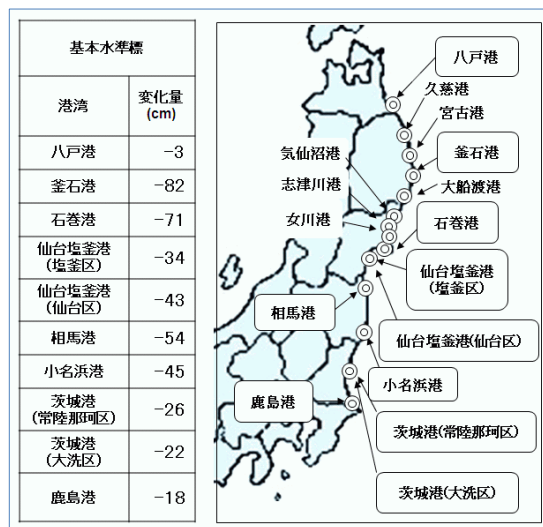 基本水準標
港湾
変化量
(cm)
八戸港
-3
釜石港
-82
石巻港
-71
仙台塩釜港
(塩釜区)
-34
仙台塩釜港
(仙台区)
-43
相馬港
-54
小名浜港
-45
茨城港
(常陸那珂区)
-26
茨城港
(大洗区)
-22
鹿島港
-18
八戸港
久慈港
宮古港
気仙沼港
釜石港
志津川港
大船渡港
女川港
石巻港
仙台塩釜港
(塩釜区)
相馬港
仙台塩釜港(仙台区)
小名浜港
鹿島港
茨城港(常陸那珂区)
茨城港(大洗区)